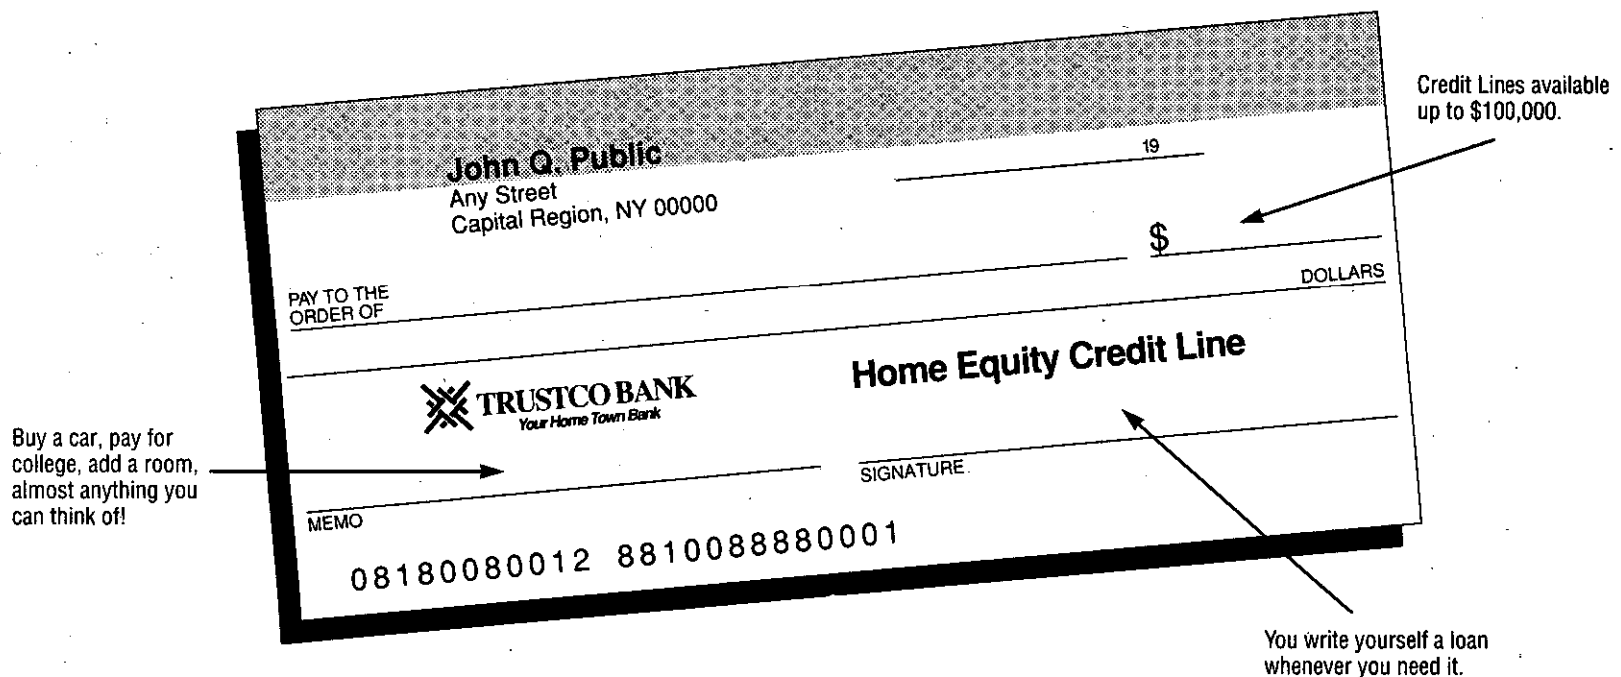 Credit Lines available
up to $100,000.
John Q. Public
Any Street
Capital Region, NY 00000
19
$
PAY TO THE
ORDER OF
DOLLARS
TRUSTCO BANK
Your Home Town Bank
Home Equity Credit Line
Buy a car, pay for
college, add a room,
almost anything you
can think of!
MEMO
SIGNATURE
08180080012 8810088880001
You write yourself a loan
whenever you need it.